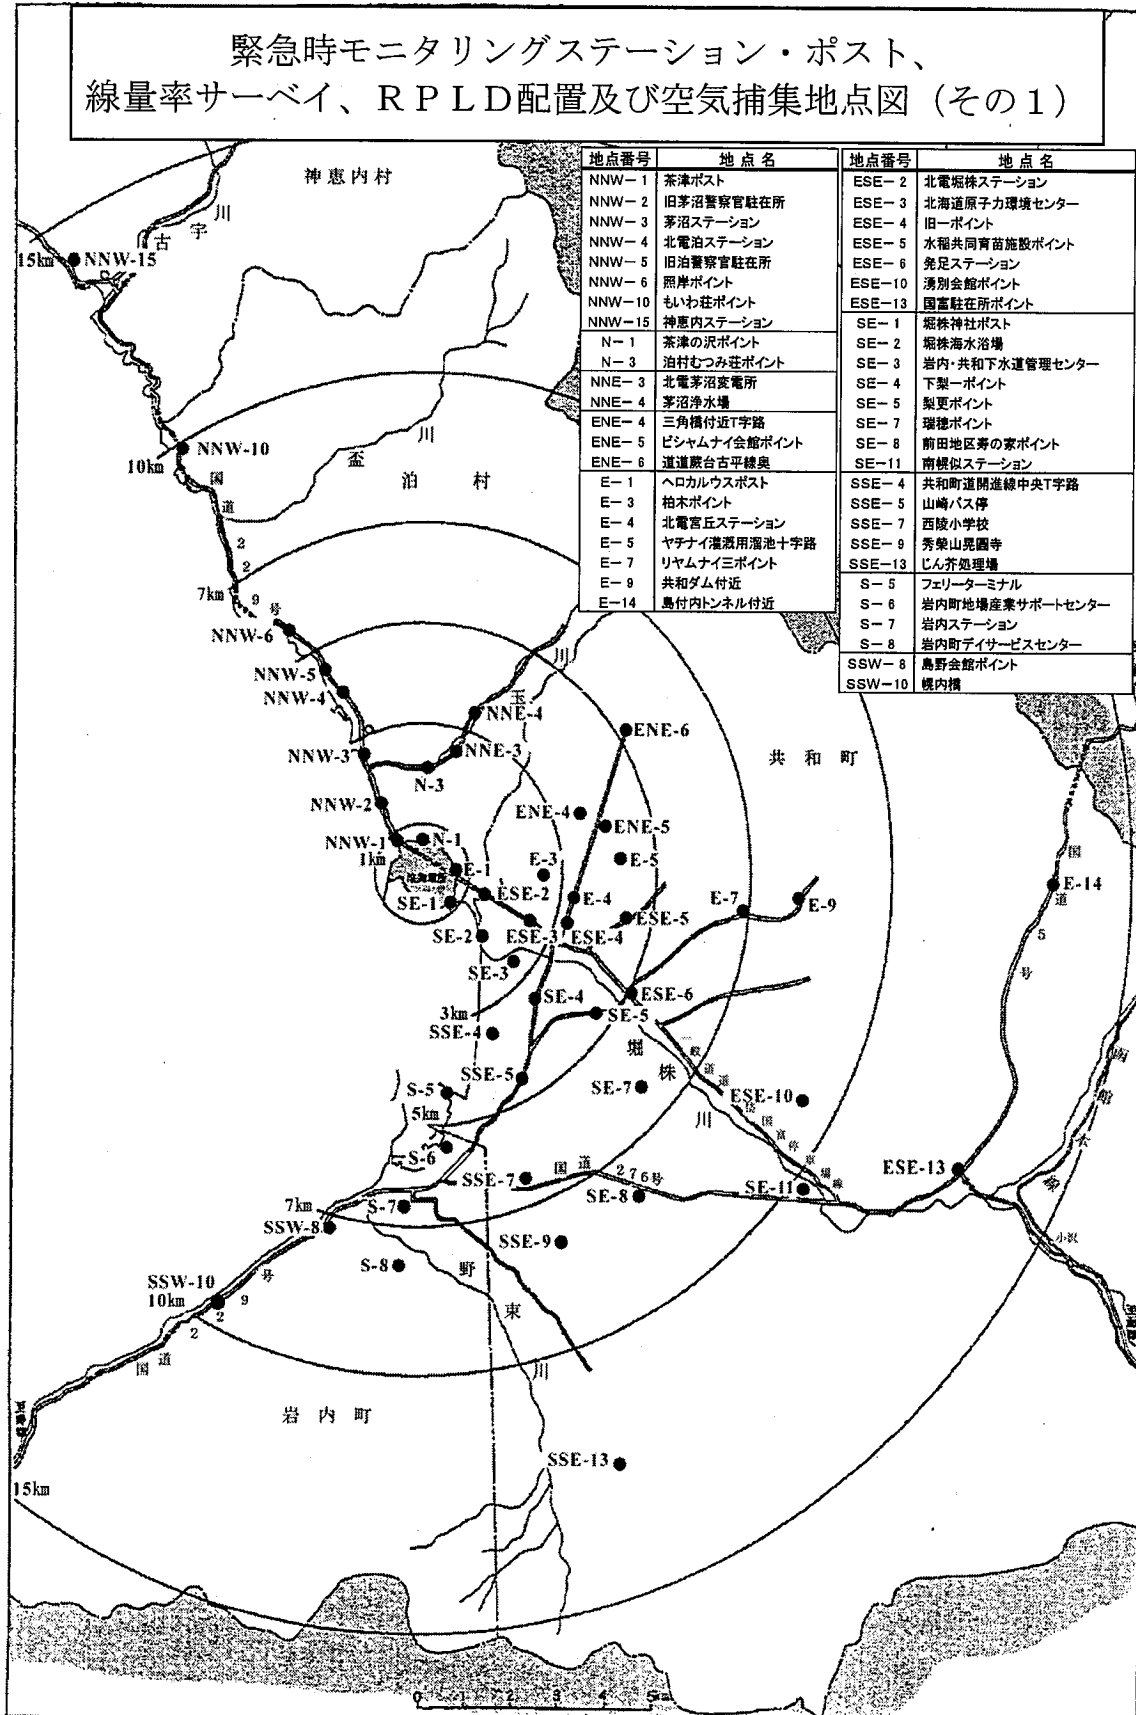 緊急時モニタリングステーション・ポスト、
線量率サーベイ、RPLD配置及び空気捕集地点図(その1)
地点番号 地点名
NNW-1 茶津ポスト
NNW-2 旧茅沼警察官駐在所
NNW-3 茅沼ステーション
NNW-4 北電泊ステーション
NNW-5 旧泊警察官駐在所
NNW-6 照岸ポイント
NNW-10 もいわ荘ポイント
NNW-15 神恵内ステーション
N-1 茶津の沢ポイント
N-3 泊村むつみ荘ポイント
NNE-3 北電茅沼変電所
NNE-4 茅沼浄水場
ENE-4 三角橋付近T字路
ENE-5 ピシャムナイ会館ポイント
ENE-6 道道蕨台古平線奥
E-1 ヘロカルウスポスト
E-3 柏木ポイント
E-4 北電宮丘ステーション
E-5 ヤチナイ灌漑用溜池十字路
E-7 リヤムナイ三ポイント
E-9 共和ダム付近
E-14 島付内トンネル付近
地点番号 地点名
ESE-2 北電堀株ステーション
ESE-3 北海道原子力環境センター
ESE-4 旧一ポイント
ESE-5 水稲共同育苗施設ポイント
ESE-6 発足ステーション
ESE-10 湧別会館ポイント
ESE-13 国富駐在所ポイント
SE-1 堀株神社ポスト
SE-2 堀株海水浴場
SE-3 岩内・共和下水道管理センター
SE-4 下梨一ポイント
SE-5 梨更ポイント
SE-7 瑞穂ポイント
SE-8 前田地区寿の家ポイント
SE-11 南幌似ステーション
SSE-4 共和町道開進線中央T字路
SSE-5 山崎バス停
SSE-7 西陵小学校
SSE-9 秀榮山晃圓寺
SSE-13 じん芥処理場
S-5 フェリーターミナル
S-6 岩内町地場産業サポートセンター
S-7 岩内ステーション
S-8 岩内町デイサービスセンター
SSW-8 島野会館ポイント
SSW-10 幌内橋
神恵内村
古宇川
15km
NNW-15
NNW-10
10km
盃川
泊村
国道229号
7km
NNW-6
NNW-5
NNW-4
玉川
NNE-4
ENE-6
NNW-3
NNE-3
N-3
共和町
NNW-2
ENE-4
ENE-5
NNW-1
N-1
1km
E-1
E-3
E-5
国道5号
E-14
SE-1
ESE-2
E-4
E-7
E-9
SE-2
ESE-3
ESE-4
ESE-5
SE-3
SE-4
ESE-6
3km
SE-5
SSE-4
堀株川
SSE-5
S-5
SE-7
ESE-10
5km
S-6
SSE-7
国道276号
SE-8
SE-11
ESE-13
7km
S-7
SSW-8
SSE-9
小沢
S-8
野束川
SSW-10
10km
国道229号
岩内町
SSE-13
15km
0 1 2 3 4 5km